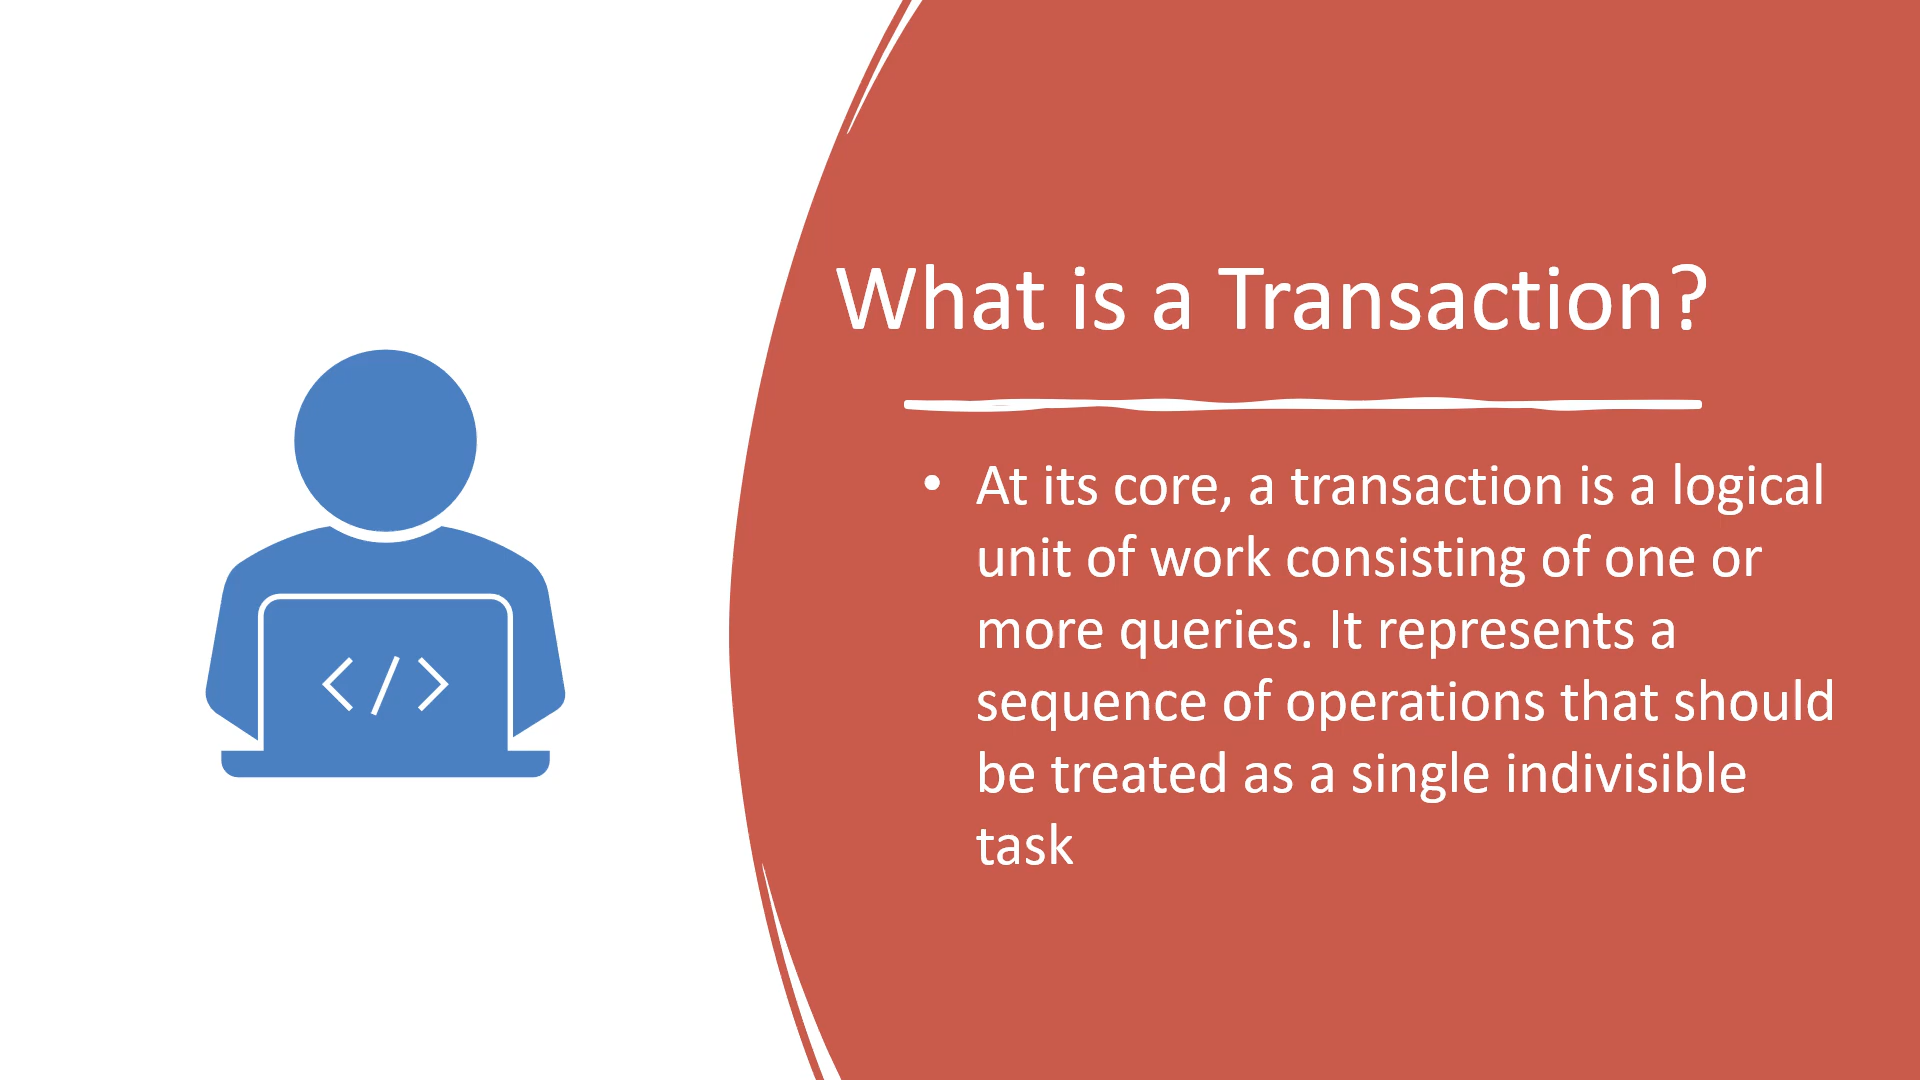 What is a Transaction?
• At its core, a transaction is a logical
unit of work consisting of one or
more queries. It represents a
sequence of operations that should
be treated as a single indivisible
task
</>